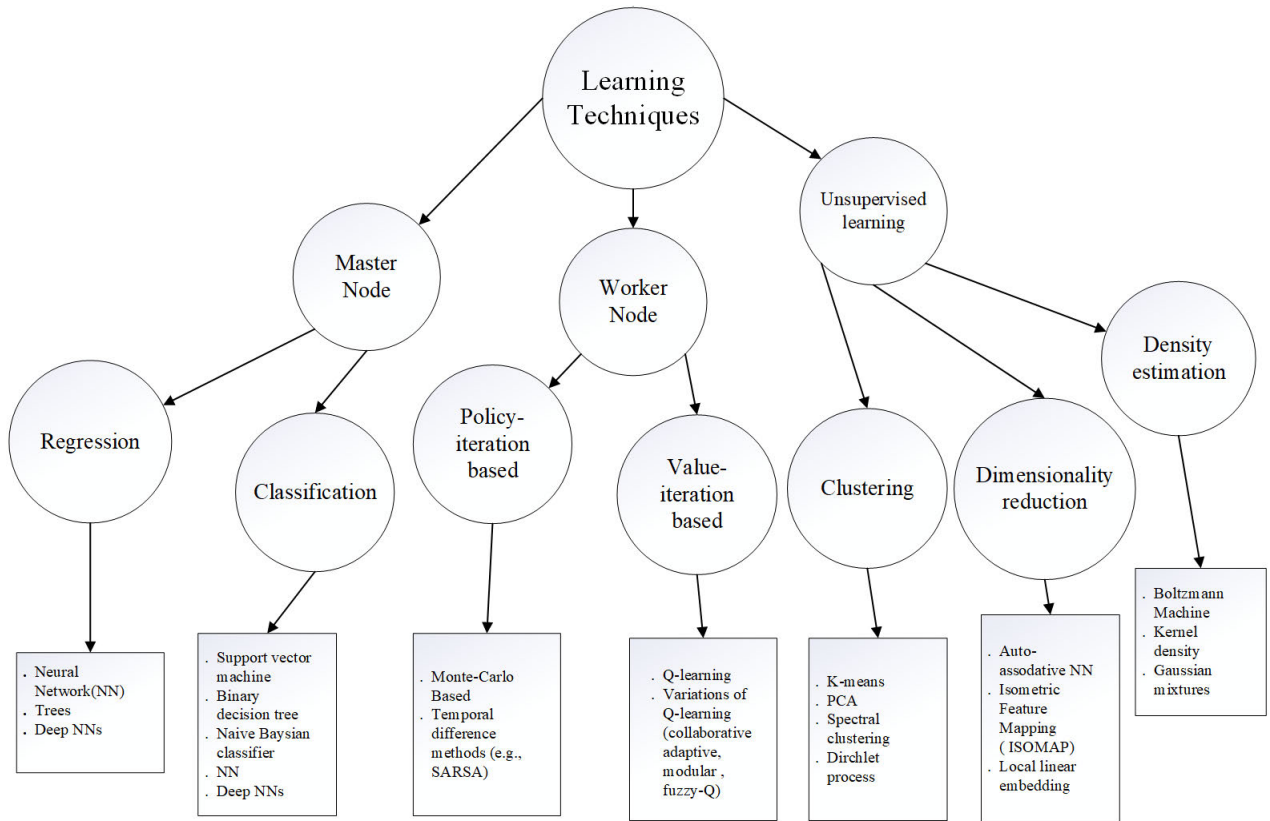 Learning
Techniques
Unsupervised
learning
Master
Node
Worker
Node
Density
estimation
Regression
Classification
Policy-
iteration
based
Value-
iteration
based
Clustering
Dimensionality
reduction
. Neural
Network(NN)
. Trees
. Deep NNs
. Support vector
machine
. Binary
decision tree
. Naive Baysian
classifier
. NN
. Deep NNs
. Monte-Carlo
Based
. Temporal
difference
methods (e.g.,
SARSA)
. Q-learning
. Variations of
Q-learning
(collaborative
adaptive,
modular ,
fuzzy-Q)
. K-means
. PCA
. Spectral
clustering
. Dirchlet
process
. Auto-
assodative NN
. Isometric
Feature
Mapping
( ISOMAP)
. Local linear
embedding
. Boltzmann
Machine
. Kernel
density
. Gaussian
mixtures